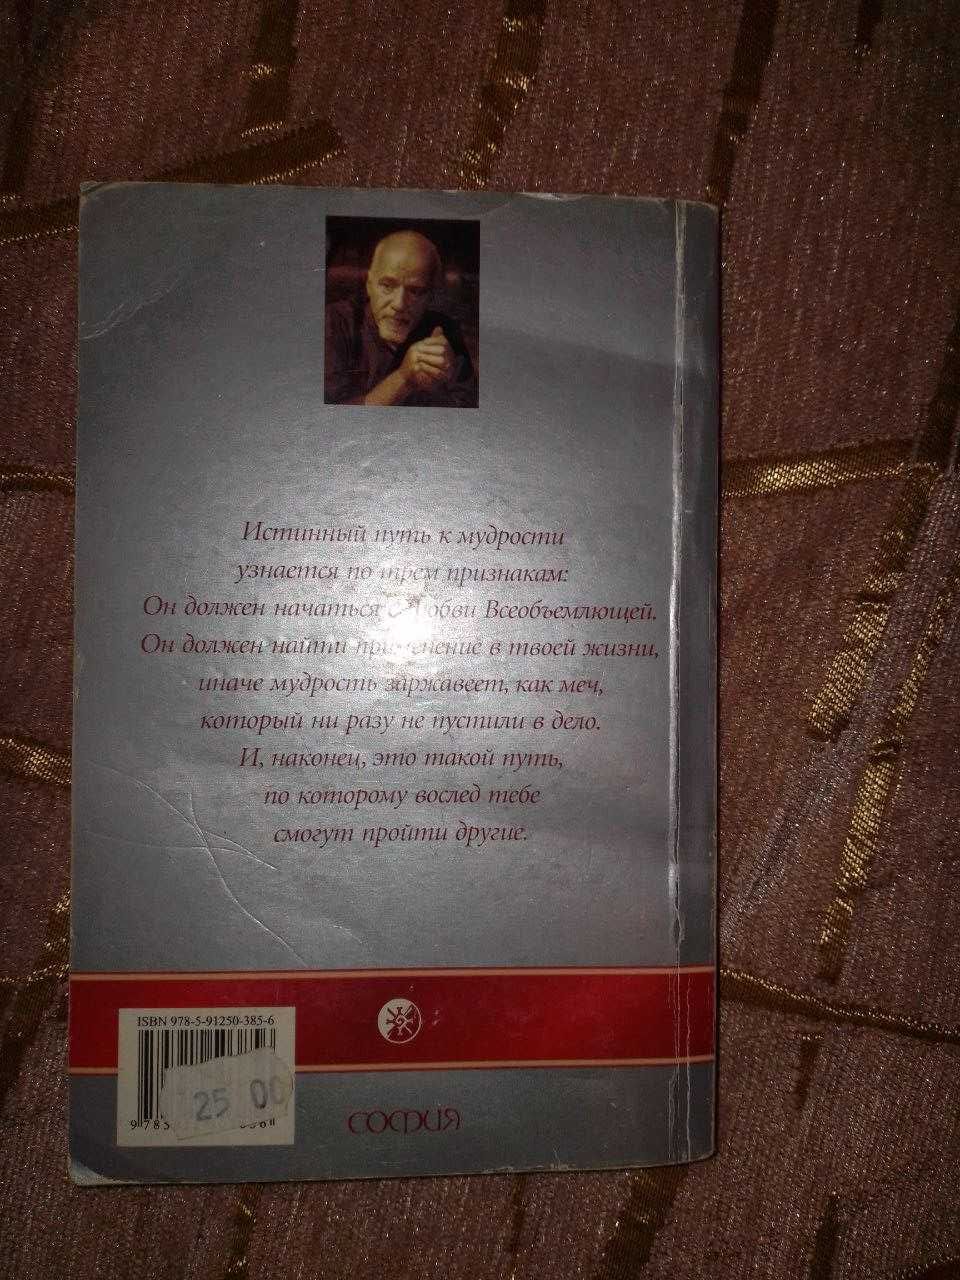 Истинный путь к мудрости
узнается по трем признакам:
Он должен начаться с Любви Всеобъемлющей.
Он должен найти применение в твоей жизни,
иначе мудрость заржавеет, как меч,
который ни разу не пустили в дело.
И, наконец, это такой путь,
по которому вослед тебе
смогут пройти другие.
ISBN 978-5-91250-385-6
25 00
9 785
СОФИЯ